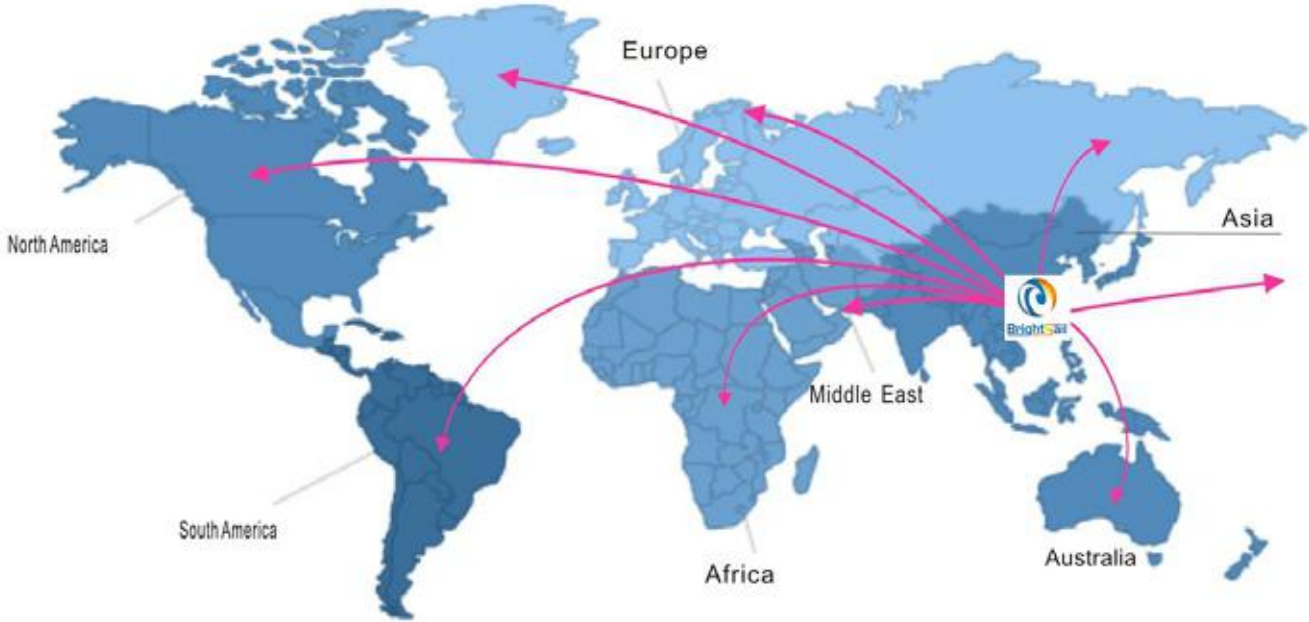 Europe
Asia
North America
BrightSail
Middle East
South America
Australia
Africa